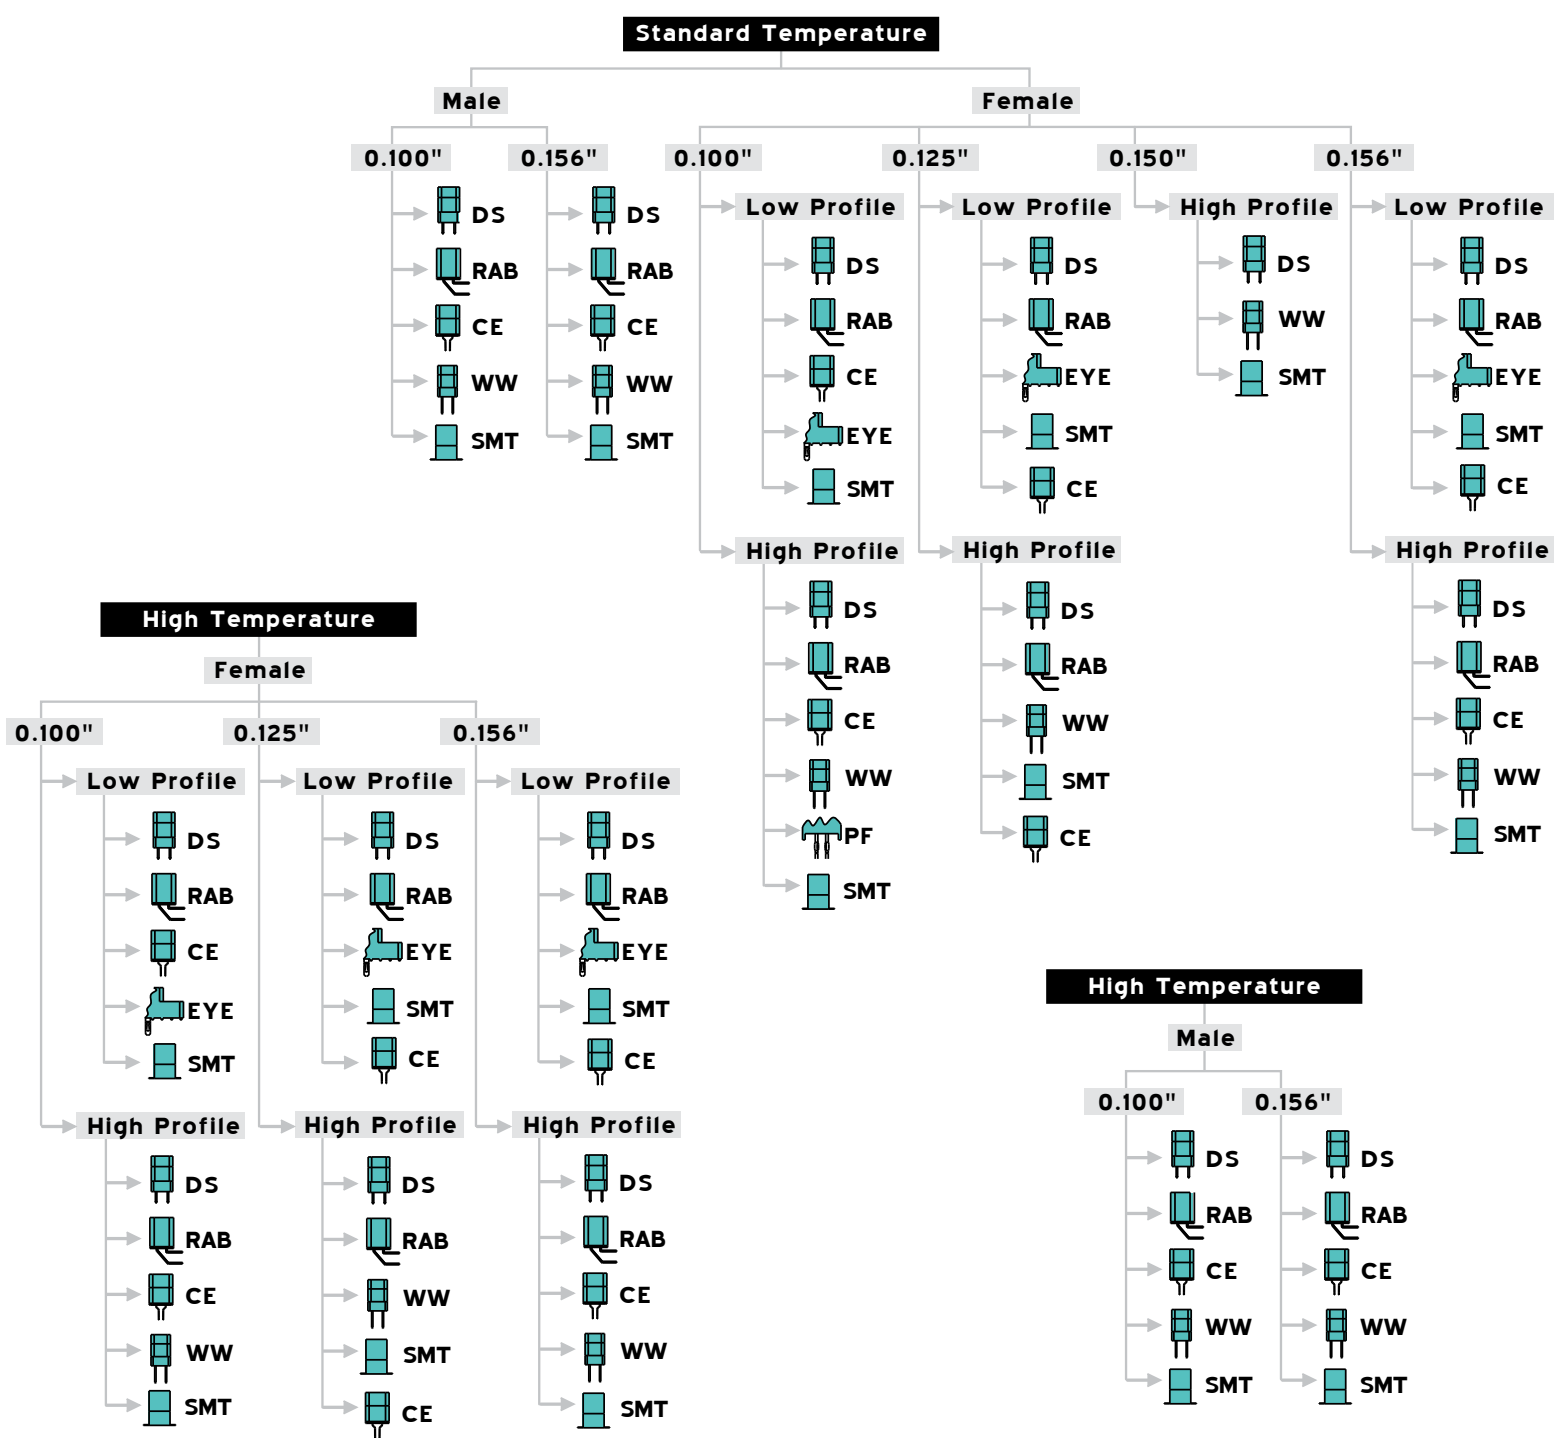 Standard Temperature
Male
0.100"
DS
RAB
CE
WW
SMT
0.156"
DS
RAB
CE
WW
SMT
Female
0.100"
Low Profile
DS
RAB
CE
EYE
SMT
High Profile
DS
RAB
CE
WW
PF
SMT
0.125"
Low Profile
DS
RAB
EYE
SMT
CE
High Profile
DS
RAB
WW
SMT
CE
0.150"
High Profile
DS
WW
SMT
0.156"
Low Profile
DS
RAB
EYE
SMT
CE
High Profile
DS
RAB
CE
WW
SMT
High Temperature
Female
0.100"
Low Profile
DS
RAB
CE
EYE
SMT
High Profile
DS
RAB
CE
WW
SMT
0.125"
Low Profile
DS
RAB
EYE
SMT
CE
High Profile
DS
RAB
WW
SMT
CE
0.156"
Low Profile
DS
RAB
EYE
SMT
CE
High Profile
DS
RAB
CE
WW
SMT
High Temperature
Male
0.100"
DS
RAB
CE
WW
SMT
0.156"
DS
RAB
CE
WW
SMT